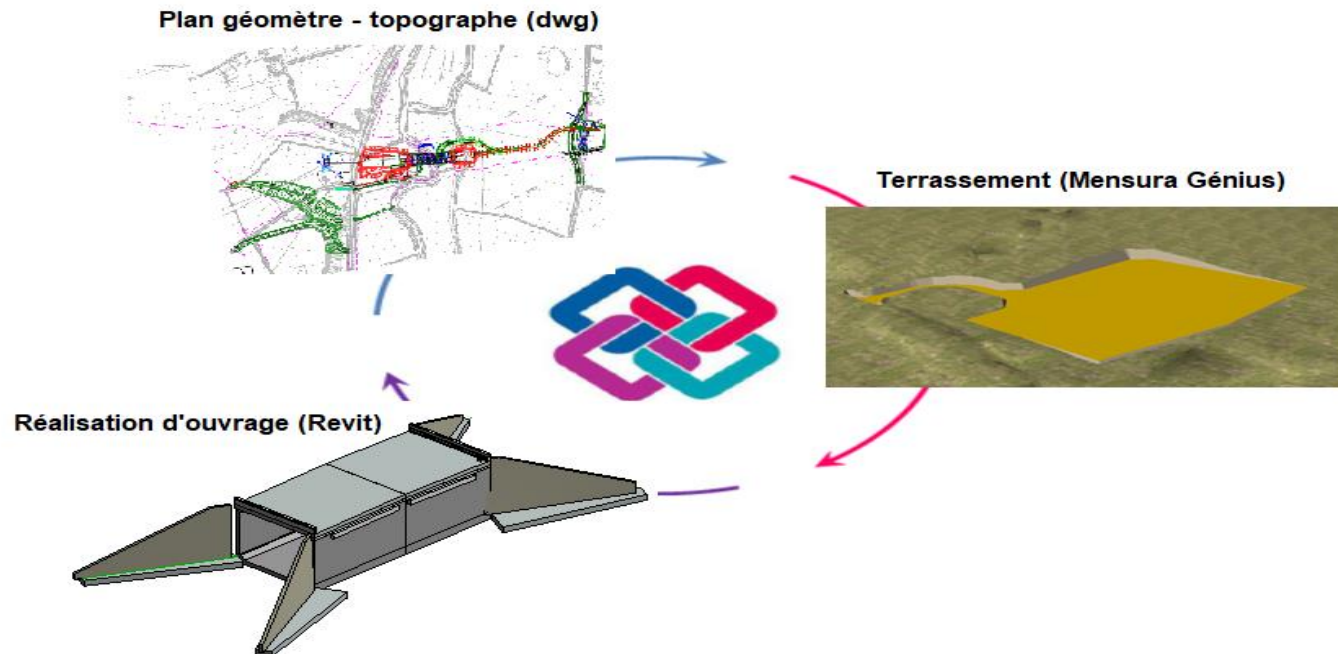 Plan géomètre - topographe (dwg)
Terrassement (Mensura Génius)
Réalisation d'ouvrage (Revit)